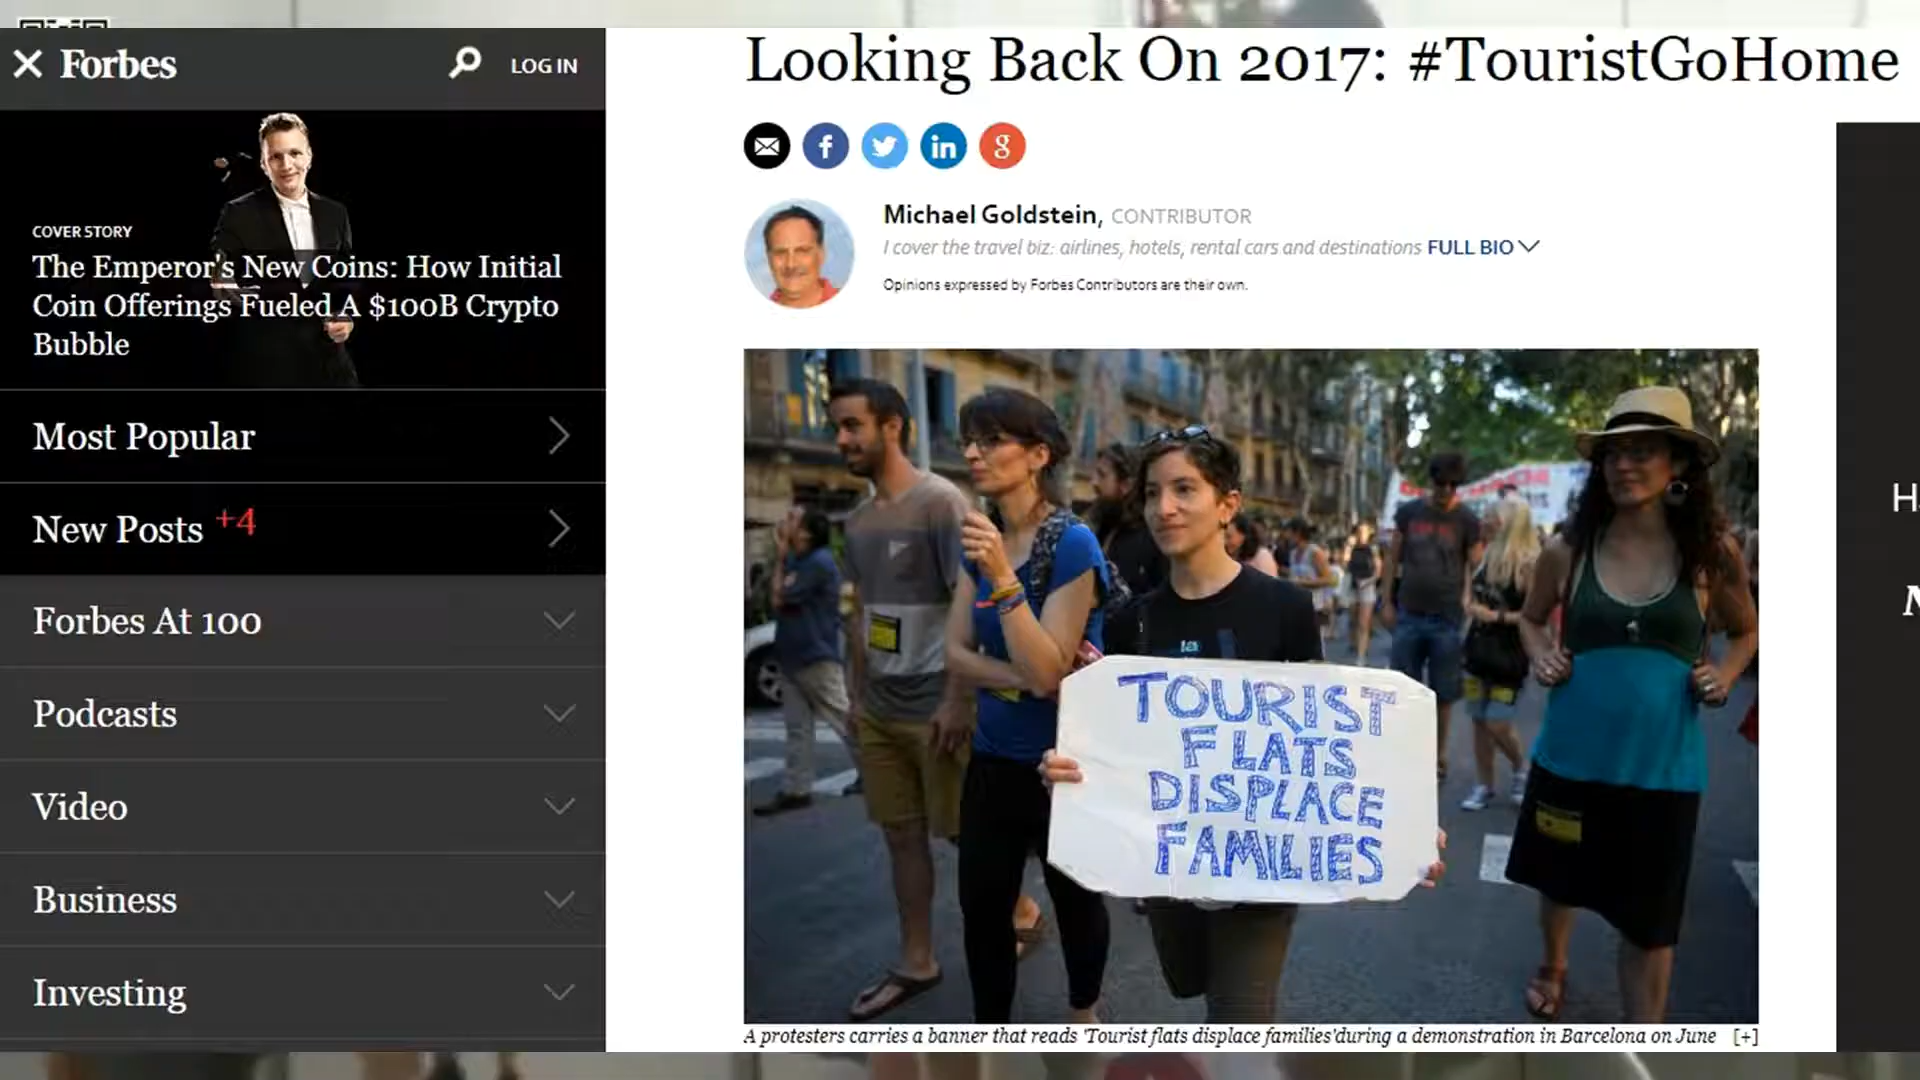 Forbes
LOG IN
COVER STORY
The Emperor's New Coins: How Initial
Coin Offerings Fueled A $100B Crypto
Bubble
Most Popular
New Posts +4
Forbes At 100
Podcasts
Video
Business
Investing
Looking Back On 2017: #TouristGoHome
Michael Goldstein, CONTRIBUTOR
I cover the travel biz: airlines, hotels, rental cars and destinations FULL BIO
Opinions expressed by Forbes Contributors are their own.
TOURIST
FLATS
DISPLACE
FAMILIES
A protesters carries a banner that reads 'Tourist flats displace families'during a demonstration in Barcelona on June [+]